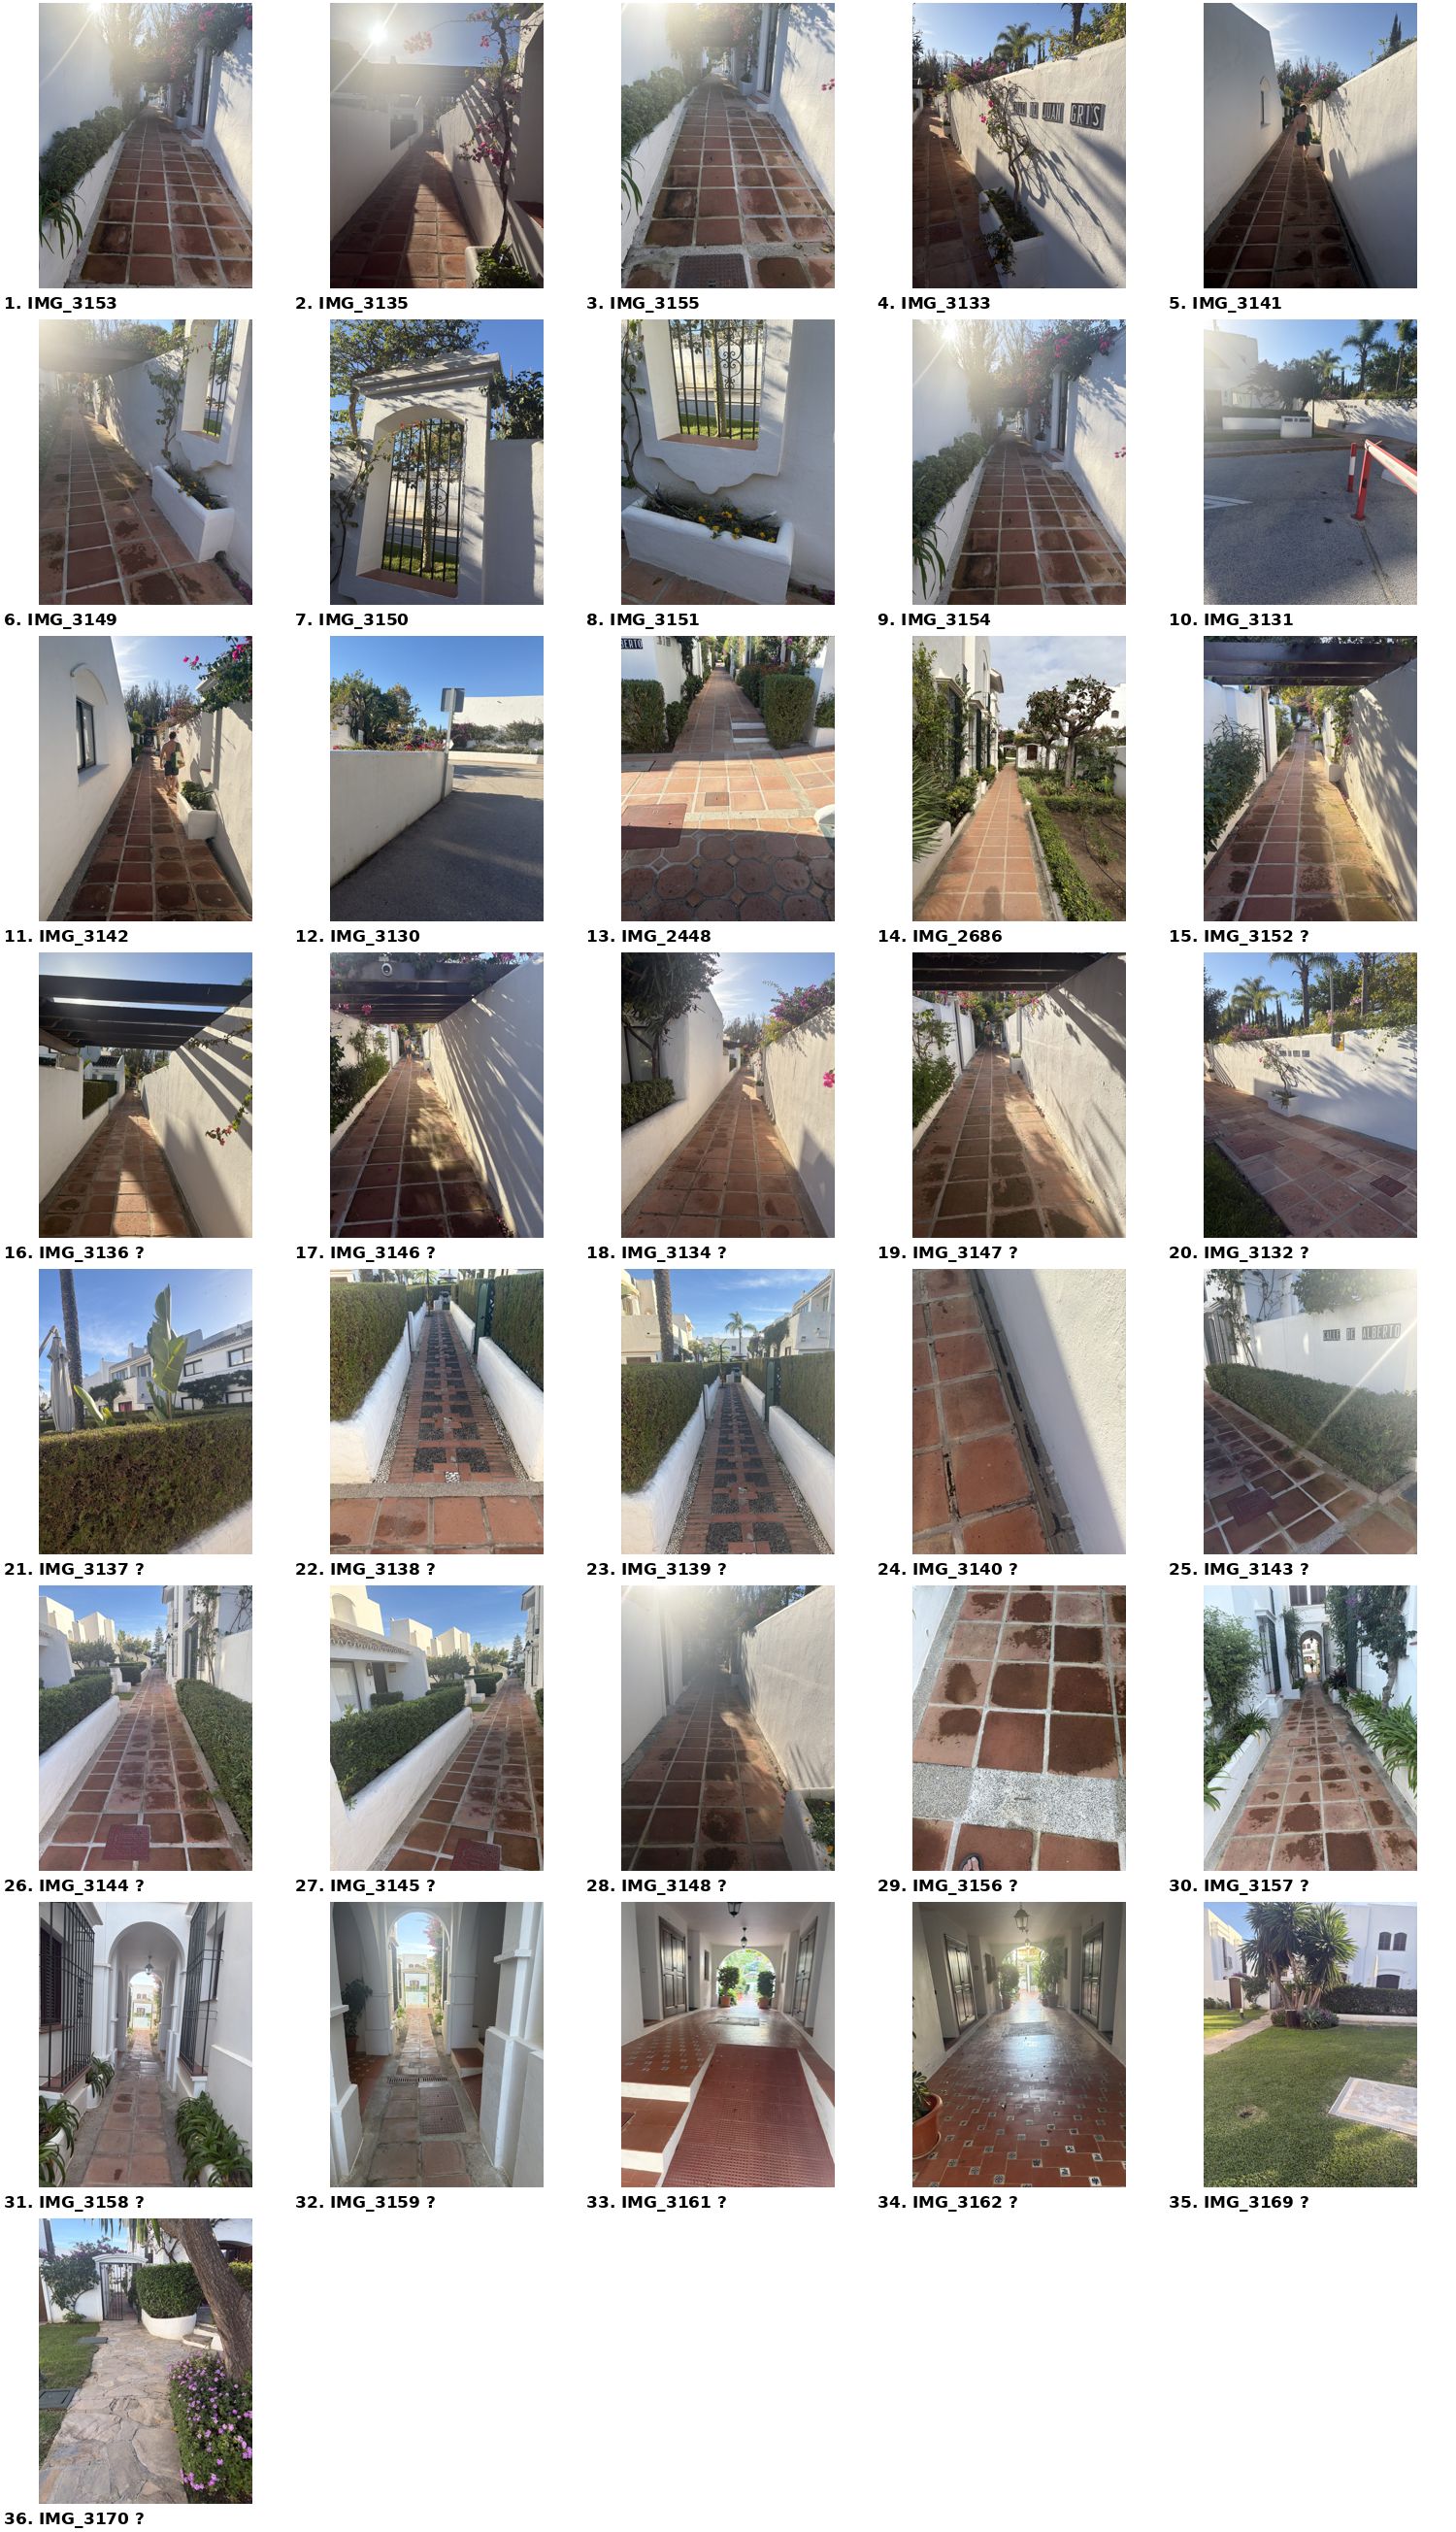 1. IMG_3153
2. IMG_3135
3. IMG_3155
JUAN GRIS
4. IMG_3133
5. IMG_3141
6. IMG_3149
7. IMG_3150
8. IMG_3151
9. IMG_3154
10. IMG_3131
11. IMG_3142
12. IMG_3130
13. IMG_2448
14. IMG_2686
15. IMG_3152 ?
16. IMG_3136 ?
17. IMG_3146 ?
18. IMG_3134 ?
19. IMG_3147 ?
20. IMG_3132 ?
21. IMG_3137 ?
22. IMG_3138 ?
23. IMG_3139 ?
24. IMG_3140 ?
CALLE DE ALBERTO
25. IMG_3143 ?
26. IMG_3144 ?
27. IMG_3145 ?
28. IMG_3148 ?
29. IMG_3156 ?
30. IMG_3157 ?
31. IMG_3158 ?
32. IMG_3159 ?
33. IMG_3161 ?
34. IMG_3162 ?
35. IMG_3169 ?
36. IMG_3170 ?